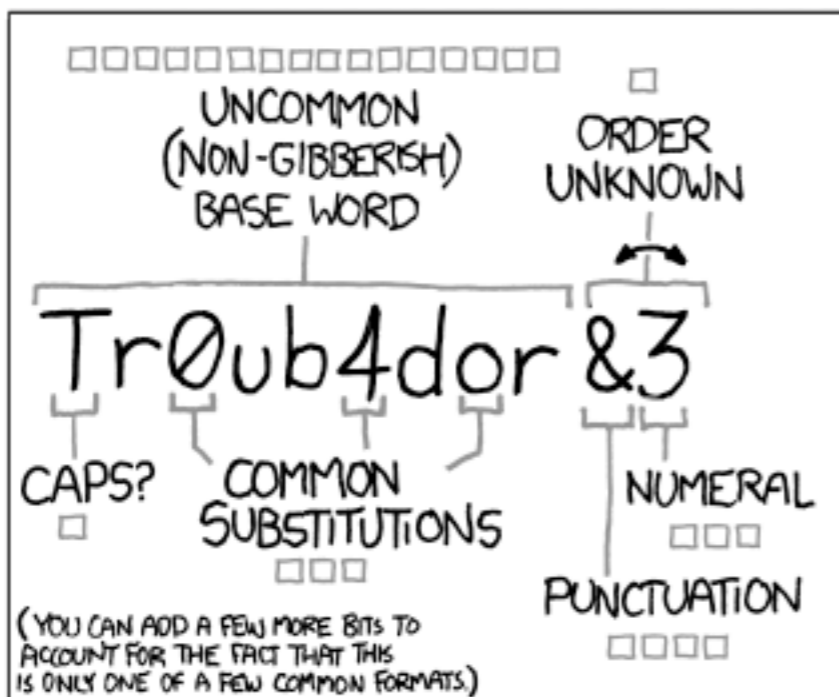 UNCOMMON
(NON-GIBBERISH)
BASE WORD
ORDER
UNKNOWN
Tr0ub4dor &3
CAPS?
COMMON
SUBSTITUTIONS
NUMERAL
PUNCTUATION
(YOU CAN ADD A FEW MORE BITS TO
ACCOUNT FOR THE FACT THAT THIS
IS ONLY ONE OF A FEW COMMON FORMATS.)